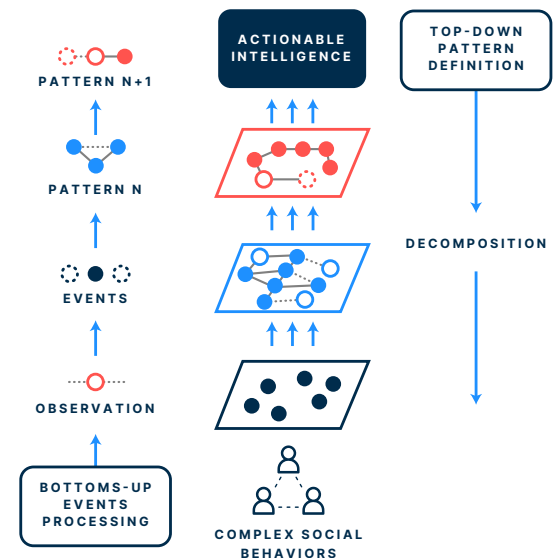 ACTIONABLE
INTELLIGENCE
TOP-DOWN
PATTERN
DEFINITION
PATTERN N+1
PATTERN N
DECOMPOSITION
EVENTS
OBSERVATION
BOTTOMS-UP
EVENTS
PROCESSING
COMPLEX SOCIAL
BEHAVIORS